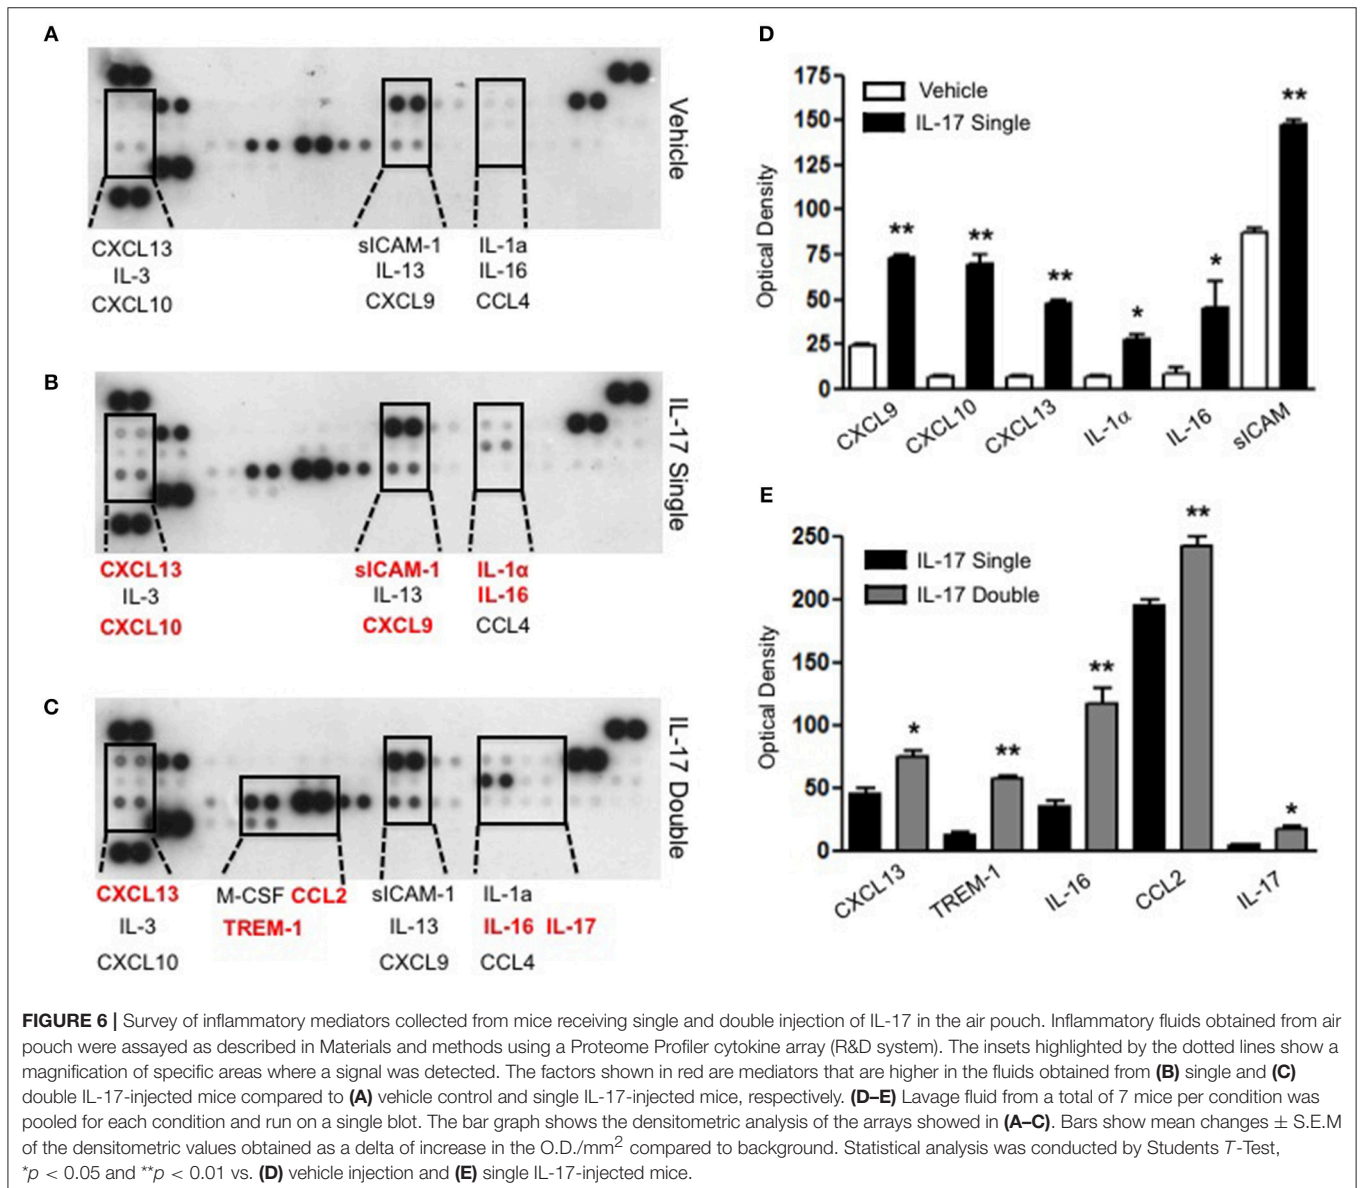 A
Vehicle
CXCL13
IL-3
CXCL10
sICAM-1
IL-13
CXCL9
IL-1a
IL-16
CCL4
B
IL-17 Single
CXCL13
IL-3
CXCL10
sICAM-1
IL-13
CXCL9
IL-1α
IL-16
CCL4
C
IL-17 Double
CXCL13
IL-3
CXCL10
M-CSF CCL2
TREM-1
sICAM-1
IL-13
CXCL9
IL-1a
IL-16 IL-17
CCL4
D
Vehicle
IL-17 Single
Optical Density
175
150
125
100
75
50
25
0
**
**
**
*
*
**
CXCL9
CXCL10
CXCL13
IL-1α
IL-16
sICAM
E
IL-17 Single
IL-17 Double
Optical Density
250
200
150
100
50
0
*
**
**
**
*
CXCL13
TREM-1
IL-16
CCL2
IL-17
FIGURE 6 | Survey of inflammatory mediators collected from mice receiving single and double injection of IL-17 in the air pouch. Inflammatory fluids obtained from air
pouch were assayed as described in Materials and methods using a Proteome Profiler cytokine array (R&D system). The insets highlighted by the dotted lines show a
magnification of specific areas where a signal was detected. The factors shown in red are mediators that are higher in the fluids obtained from (B) single and (C)
double IL-17-injected mice compared to (A) vehicle control and single IL-17-injected mice, respectively. (D–E) Lavage fluid from a total of 7 mice per condition was
pooled for each condition and run on a single blot. The bar graph shows the densitometric analysis of the arrays showed in (A–C). Bars show mean changes ± S.E.M
of the densitometric values obtained as a delta of increase in the O.D./mm² compared to background. Statistical analysis was conducted by Students T-Test,
*p < 0.05 and **p < 0.01 vs. (D) vehicle injection and (E) single IL-17-injected mice.